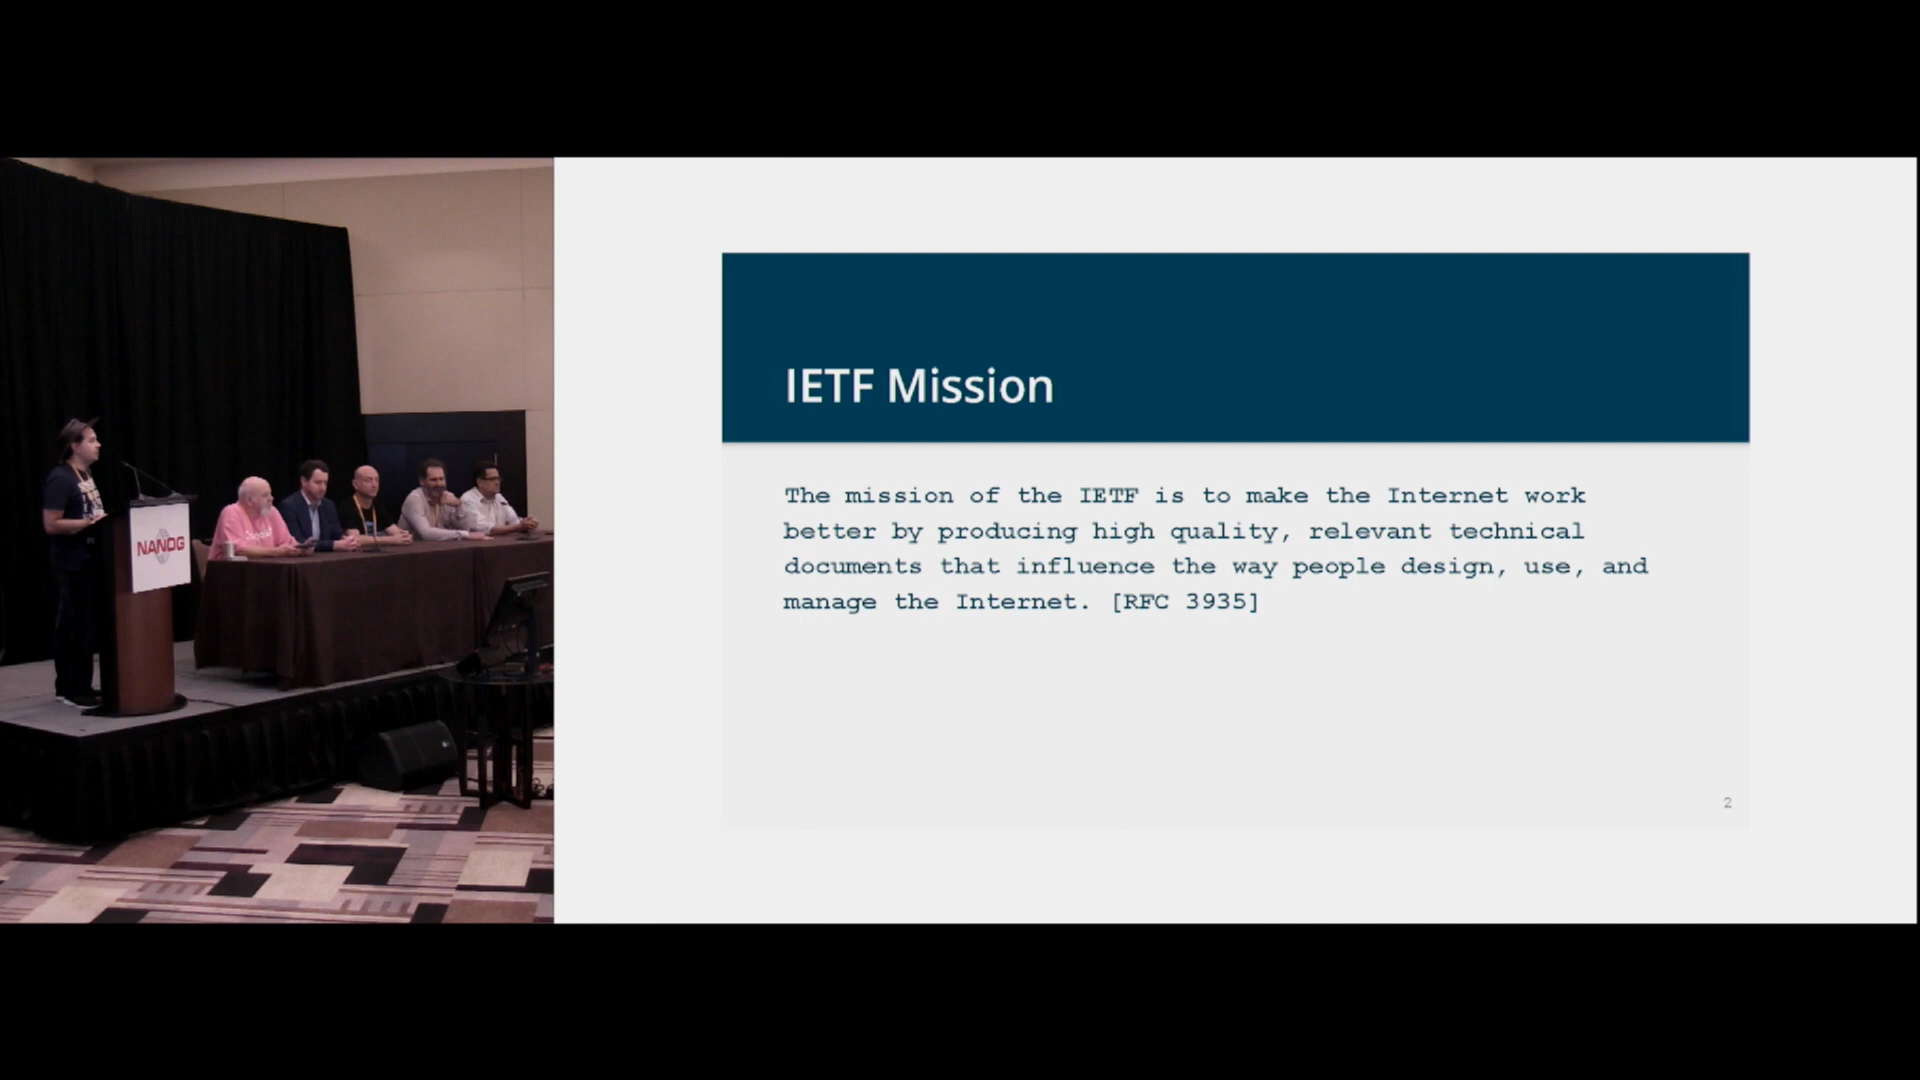 NANOG
IETF Mission
The mission of the IETF is to make the Internet work
better by producing high quality, relevant technical
documents that influence the way people design, use, and
manage the Internet. [RFC 3935]
2